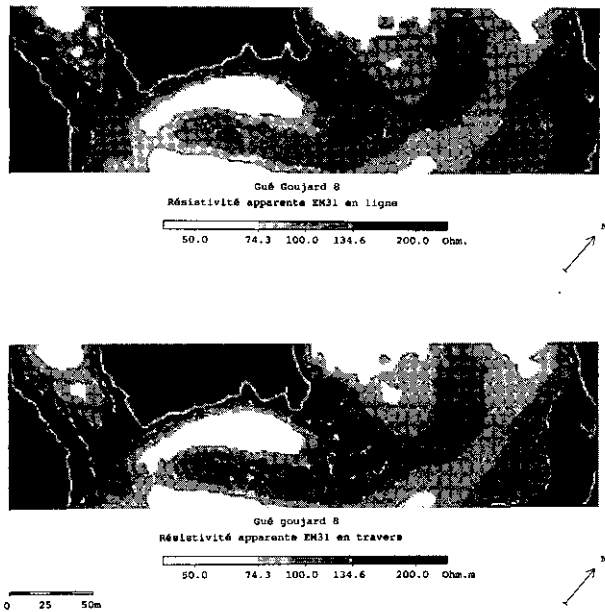 Gué Goujard 8
Résistivité apparente EM31 en ligne
50.0 74.3 100.0 134.6 200.0 Ohm.
N
Gué goujard 8
Résistivité apparente EM31 en travers
50.0 74.3 100.0 134.6 200.0 Ohm.m
N
0 25 50m